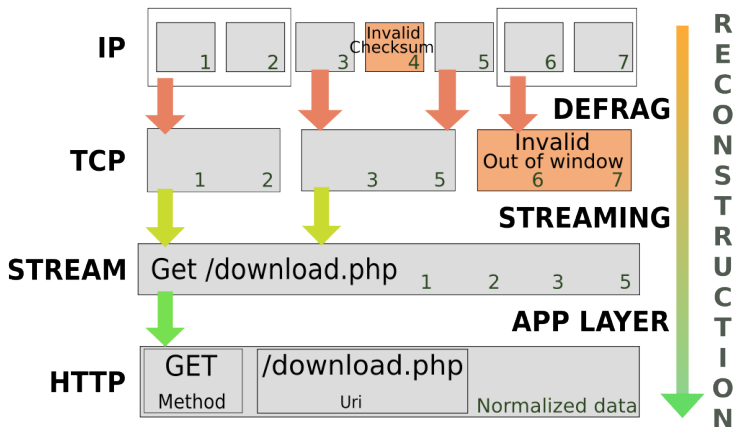 IP
1
2
3
Invalid
Checksum
4
5
6
7
DEFRAG
TCP
1
2
3
5
Invalid
Out of window
6
7
STREAMING
STREAM
Get /download.php
1
2
3
5
APP LAYER
HTTP
GET
Method
/download.php
Uri
Normalized data
RECONSTRUCTION